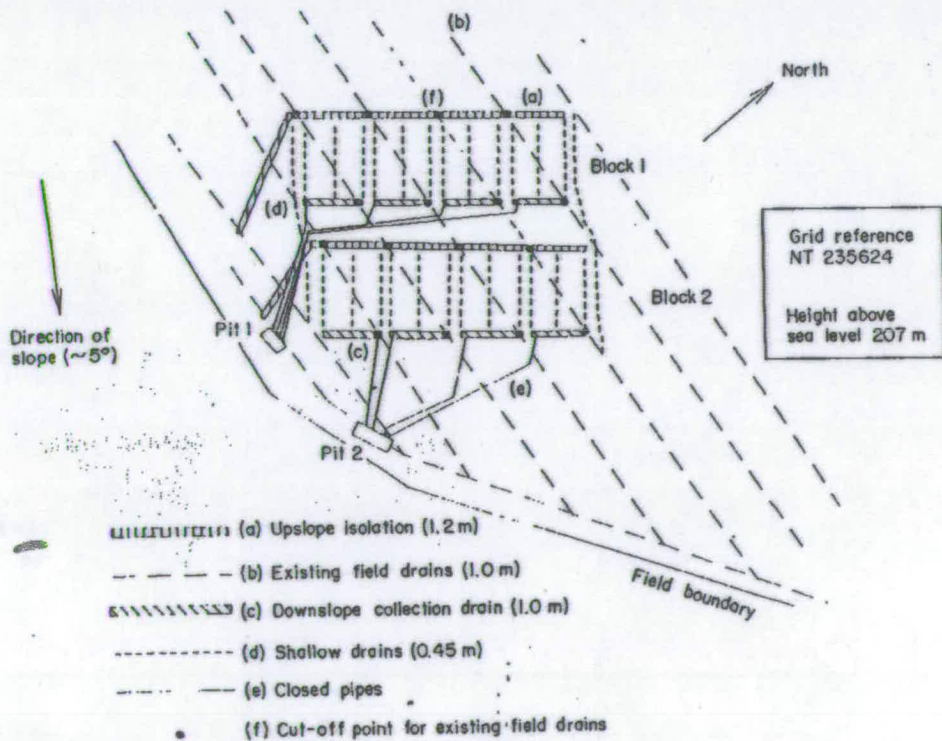 (b)
North
(f)
(a)
Block 1
(d)
Grid reference
NT 235624
Height above
sea level 207 m
Block 2
Direction of
slope (~5°)
Pit 1
(c)
(e)
Pit 2
(a) Upslope isolation (1.2 m)
(b) Existing field drains (1.0 m)
(c) Downslope collection drain (1.0 m)
(d) Shallow drains (0.45 m)
(e) Closed pipes
(f) Cut-off point for existing field drains
Field boundary